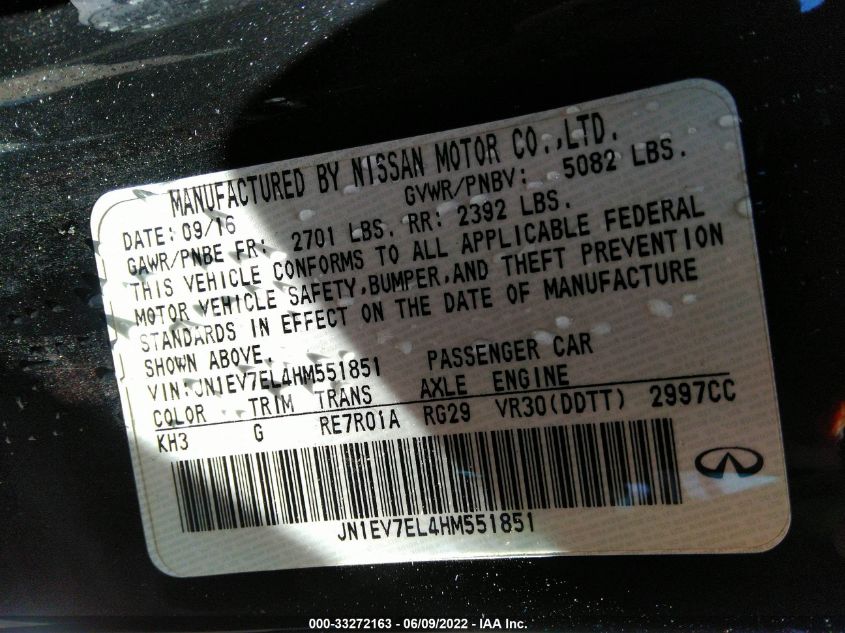 MANUFACTURED BY NISSAN MOTOR CO.,LTD.
DATE: 09/16 GVWR/PNBV: 5082 LBS.
GAWR/PNBE FR: 2701 LBS. RR: 2392 LBS.
THIS VEHICLE CONFORMS TO ALL APPLICABLE FEDERAL
MOTOR VEHICLE SAFETY,BUMPER,AND THEFT PREVENTION
STANDARDS IN EFFECT ON THE DATE OF MANUFACTURE
SHOWN ABOVE.
VIN:JN1EV7EL4HM551851 PASSENGER CAR
COLOR TRIM TRANS AXLE ENGINE
KH3 G RE7R01A RG29 VR30(DDTT) 2997CC
JN1EV7EL4HM551851
000-33272163 - 06/09/2022 - IAA Inc.